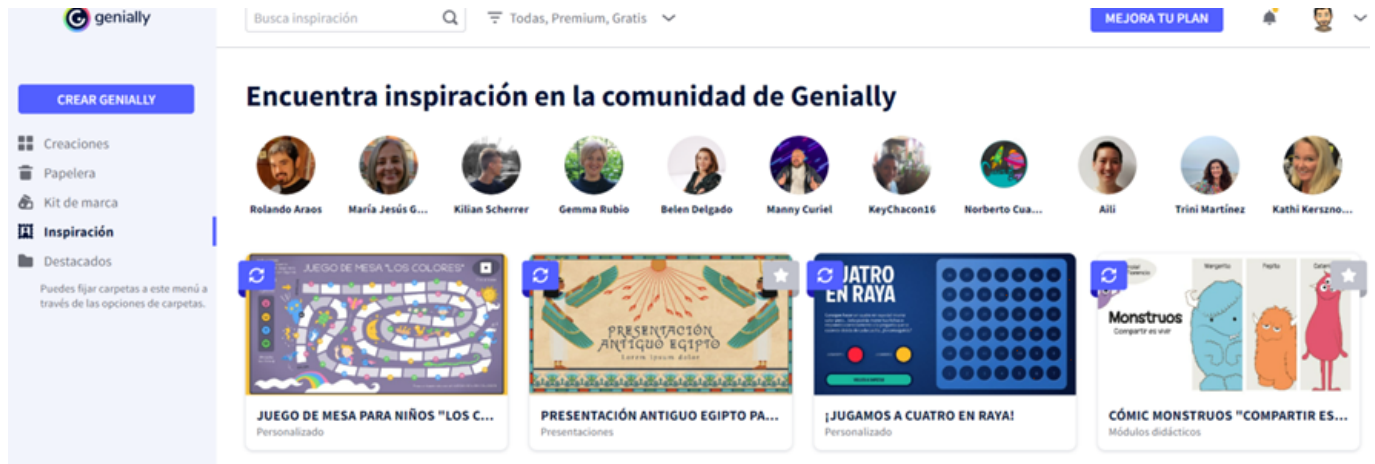 genially
Busca inspiración
Todas, Premium, Gratis
MEJORA TU PLAN
CREAR GENIALLY
Creaciones
Papelera
Kit de marca
Inspiración
Destacados
Puedes fijar carpetas a este menú a
través de las opciones de carpetas.
Encuentra inspiración en la comunidad de Genially
Rolando Araos
María Jesús G...
Kilian Scherrer
Gemma Rubio
Belen Delgado
Manny Curiel
KeyChacon16
Norberto Cua...
Aili
Trini Martínez
Kathi Kerszno...
JUEGO DE MESA "LOS COLORES"
JUEGO DE MESA PARA NIÑOS "LOS C...
Personalizado
PRESENTACIÓN
ANTIGUO EGIPTO
Lorem ipsum dolor
PRESENTACIÓN ANTIGUO EGIPTO PA...
Presentaciones
EN RAYA
¡JUGAMOS A CUATRO EN RAYA!
Personalizado
Margarita
Pepito
Monstruos
Compartir es vivir
CÓMIC MONSTRUOS "COMPARTIR ES...
Módulos didácticos